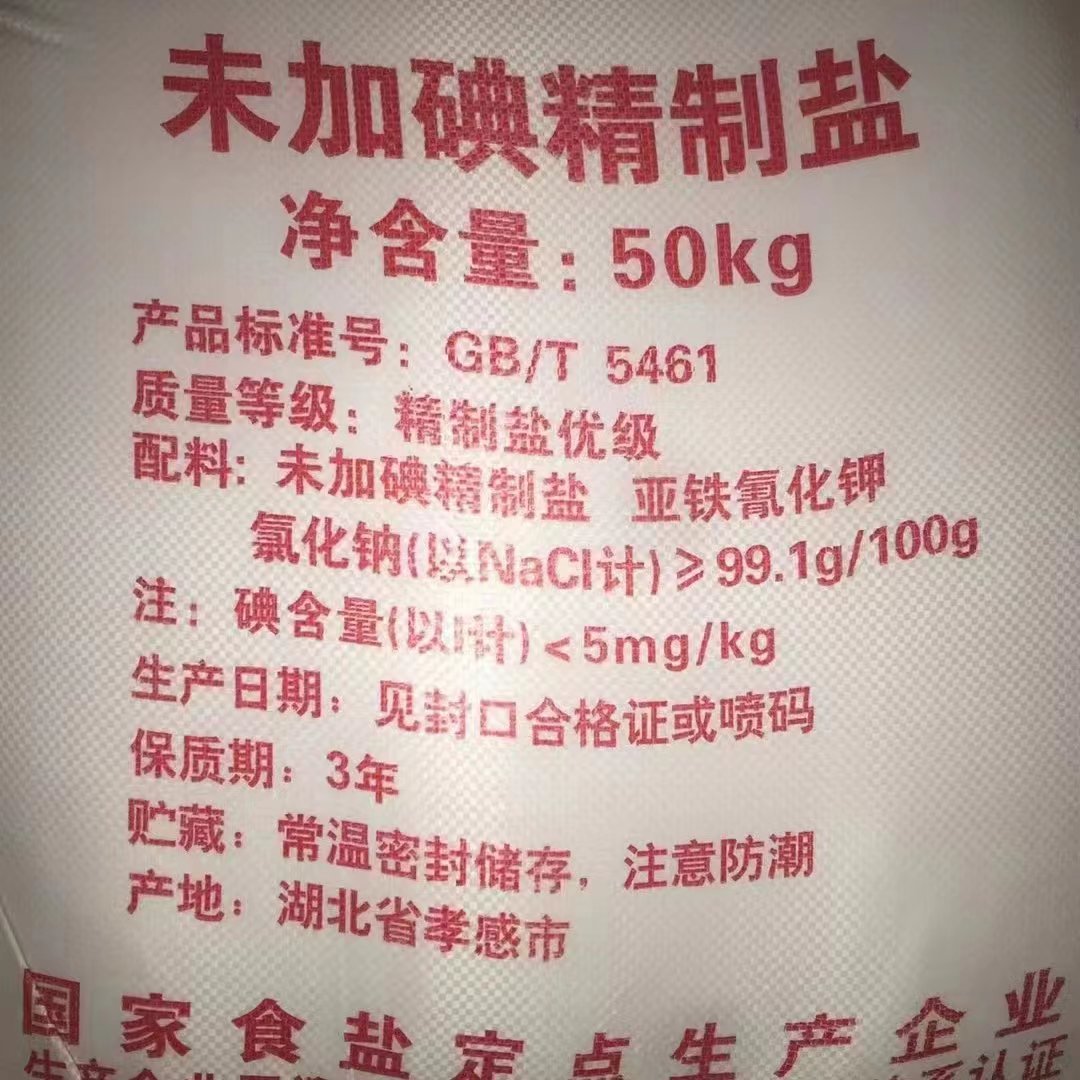 未加碘精制盐
净含量：50kg
产品标准号：GB/T 5461
质量等级：精制盐优级
配料：未加碘精制盐 亚铁氰化钾
氯化钠(以NaCl计)≥99.1g/100g
注：碘含量(以I计)<5mg/kg
生产日期：见封口合格证或喷码
保质期：3年
贮藏：常温密封储存，注意防潮
产地：湖北省孝感市
国家食盐定点生产企业